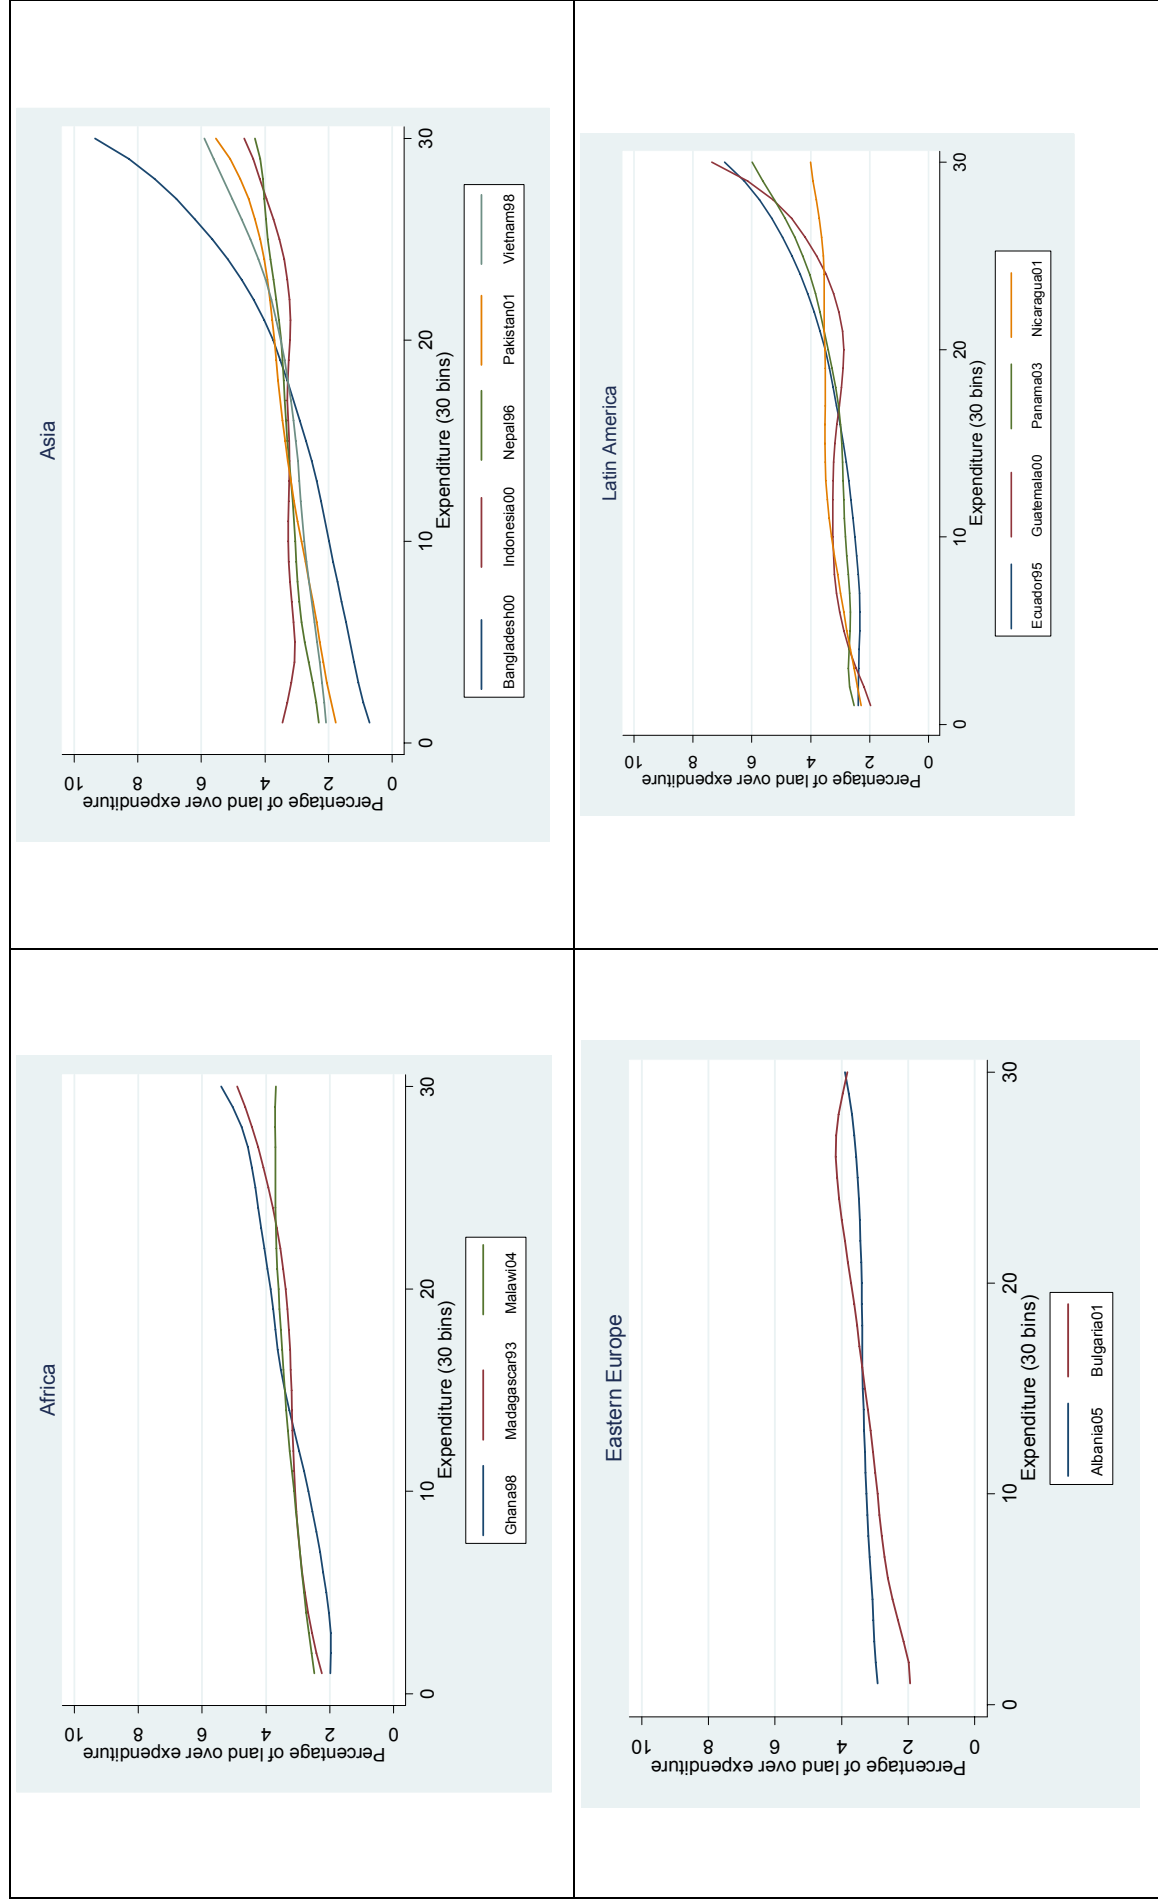 Africa
Percentage of land over expenditure
10
8
6
4
2
0
0 10 20 30
Expenditure (30 bins)
Ghana98 Madagascar93 Malawi04
Asia
Percentage of land over expenditure
10
8
6
4
2
0
0 10 20 30
Expenditure (30 bins)
Bangladesh00 Indonesia00 Nepal96 Pakistan01 Vietnam98
Eastern Europe
Percentage of land over expenditure
10
8
6
4
2
0
0 10 20 30
Expenditure (30 bins)
Albania05 Bulgaria01
Latin America
Percentage of land over expenditure
10
8
6
4
2
0
0 10 20 30
Expenditure (30 bins)
Ecuador95 Guatemala00 Panama03 Nicaragua01